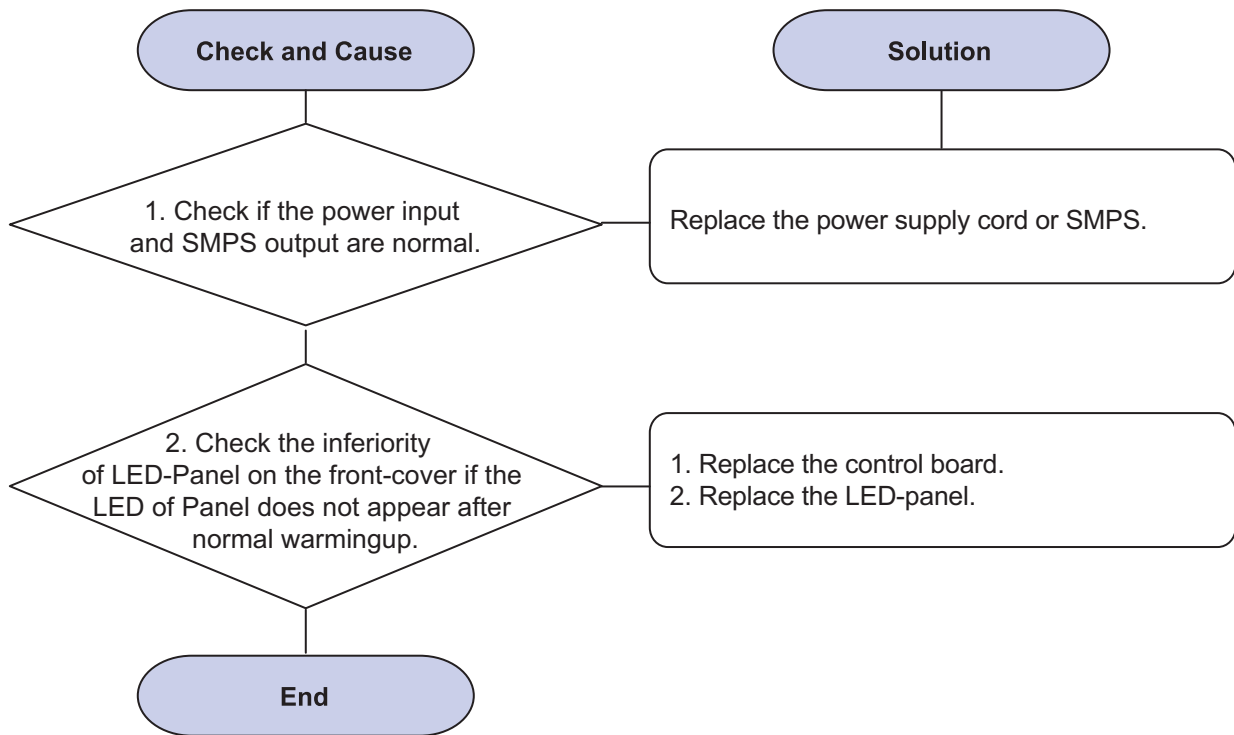 Check and Cause
Solution
1. Check if the power input
and SMPS output are normal.
Replace the power supply cord or SMPS.
2. Check the inferiority
of LED-Panel on the front-cover if the
LED of Panel does not appear after
normal warmingup.
1. Replace the control board.
2. Replace the LED-panel.
End